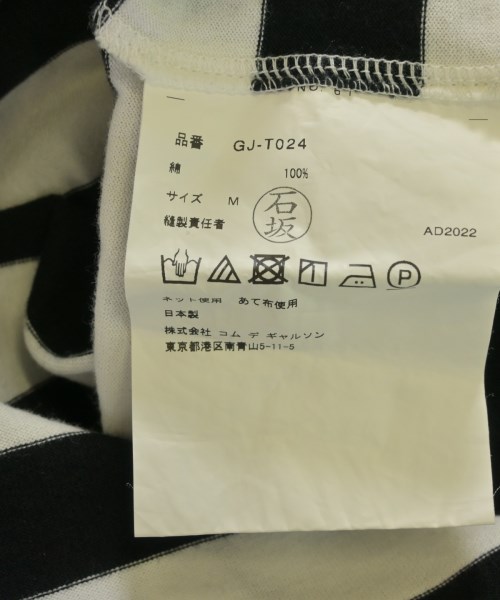 品番 GJ-T024
綿 100%
サイズ M
縫製責任者 石坂
AD2022
P
ネット使用 あて布使用
日本製
株式会社 コム デ ギャルソン
東京都港区南青山5-11-5